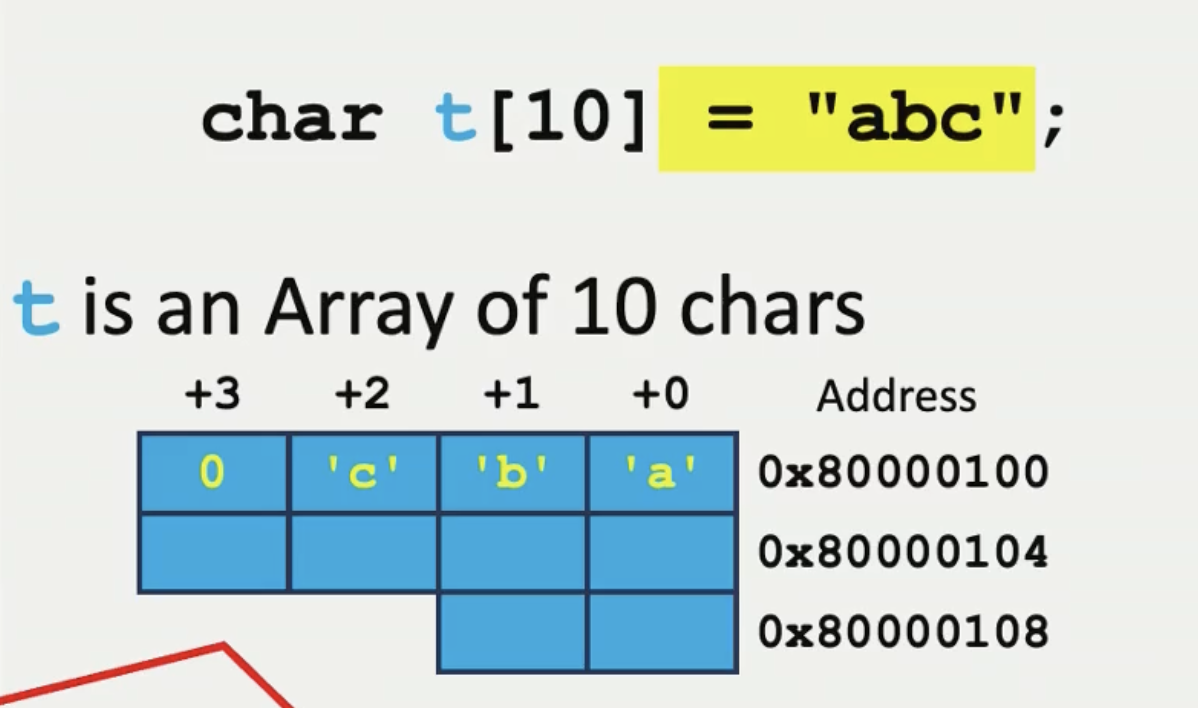 char t[10] = "abc";
t is an Array of 10 chars
+3 +2 +1 +0 Address
0 'c' 'b' 'a' 0x80000100
0x80000104
0x80000108